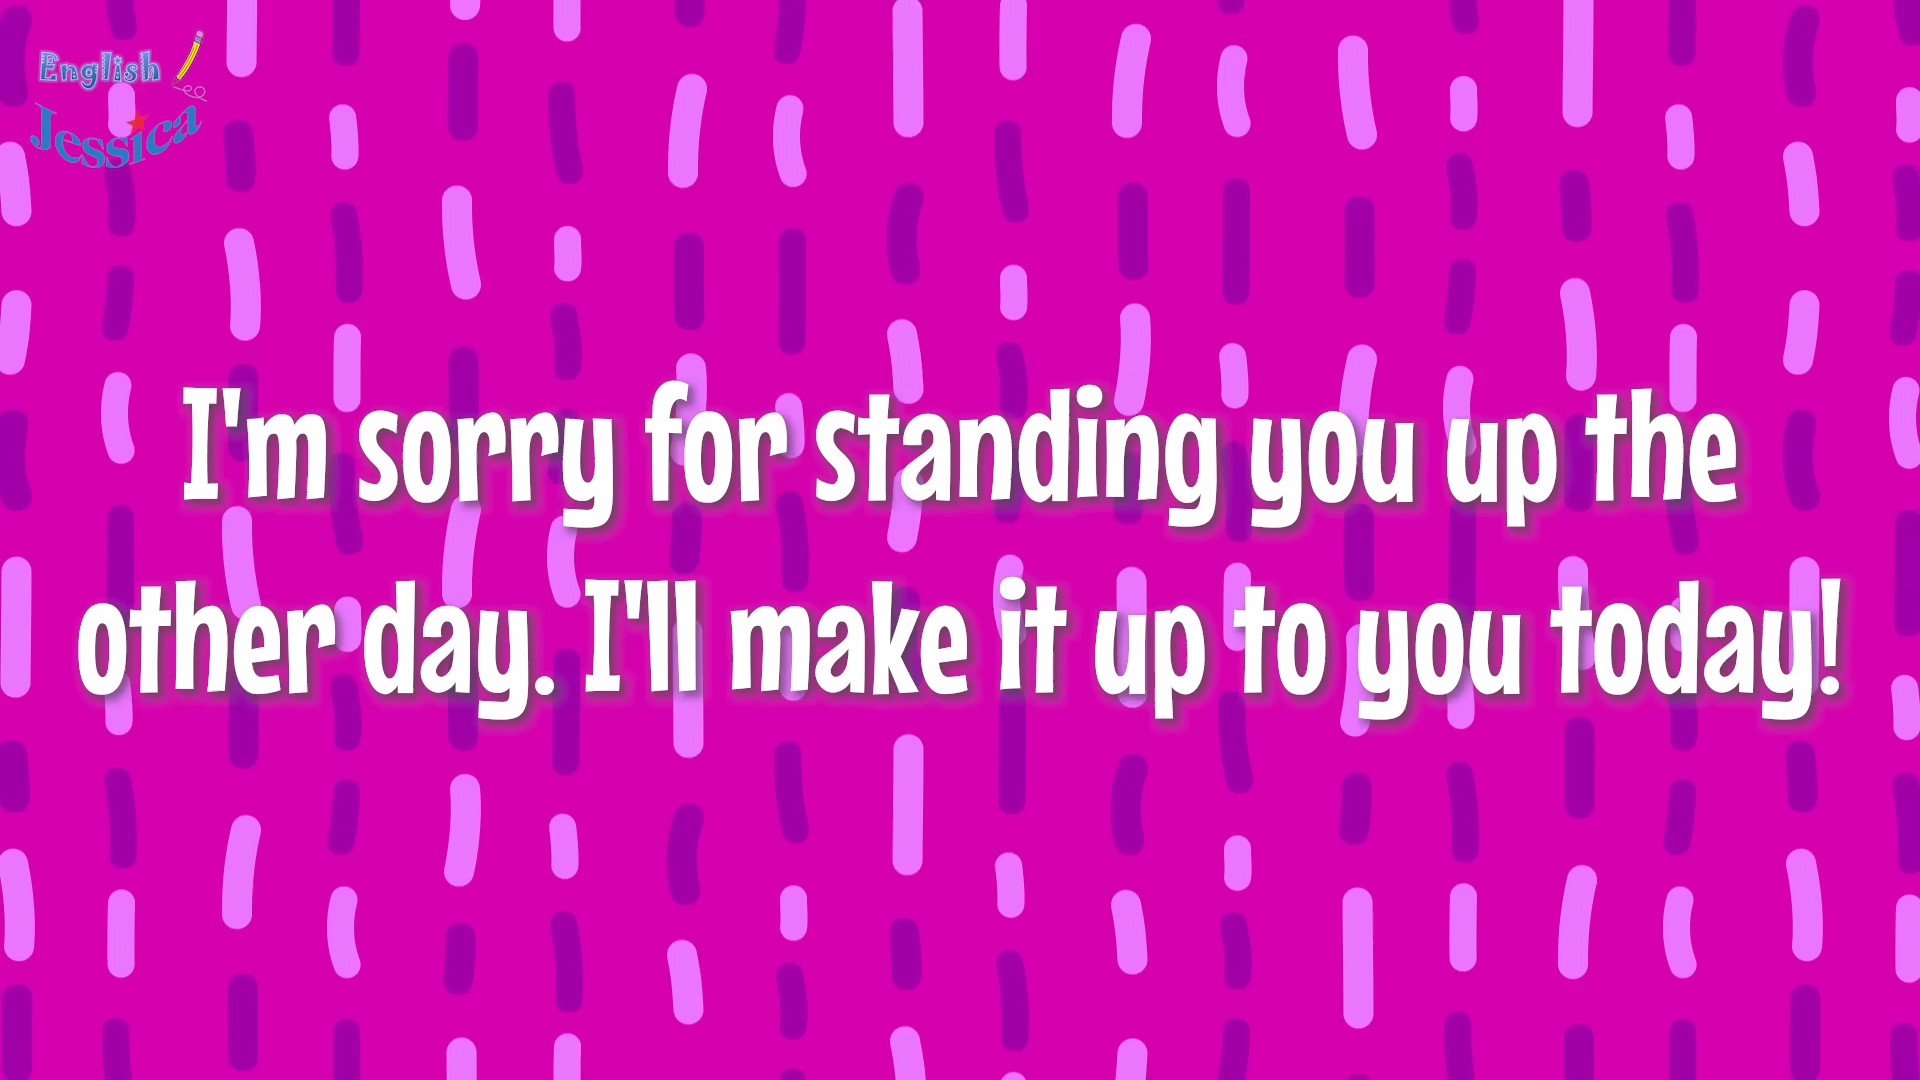 English
Jessica
I'm sorry for standing you up the
other day. I'll make it up to you today!